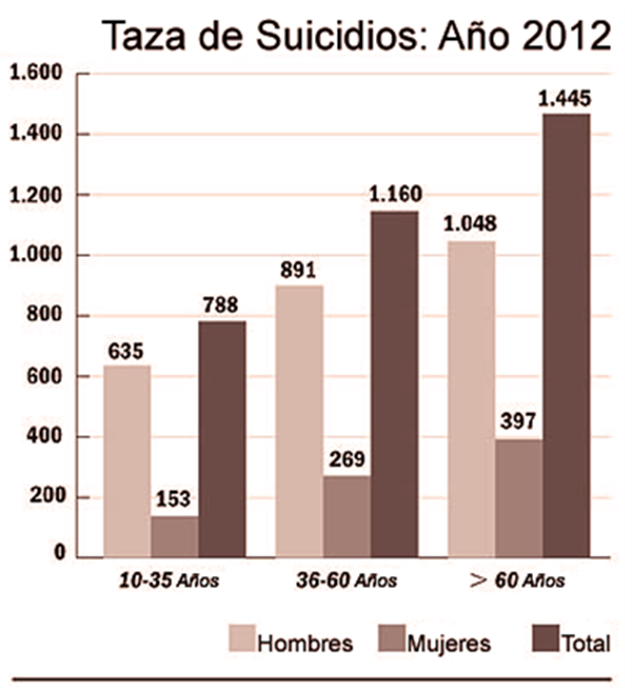 Taza de Suicidios: Año 2012
1.600
1.400
1.200
1.000
800
600
400
200
0
635
153
788
891
269
1.160
1.048
397
1.445
10-35 Años
36-60 Años
> 60 Años
Hombres
Mujeres
Total